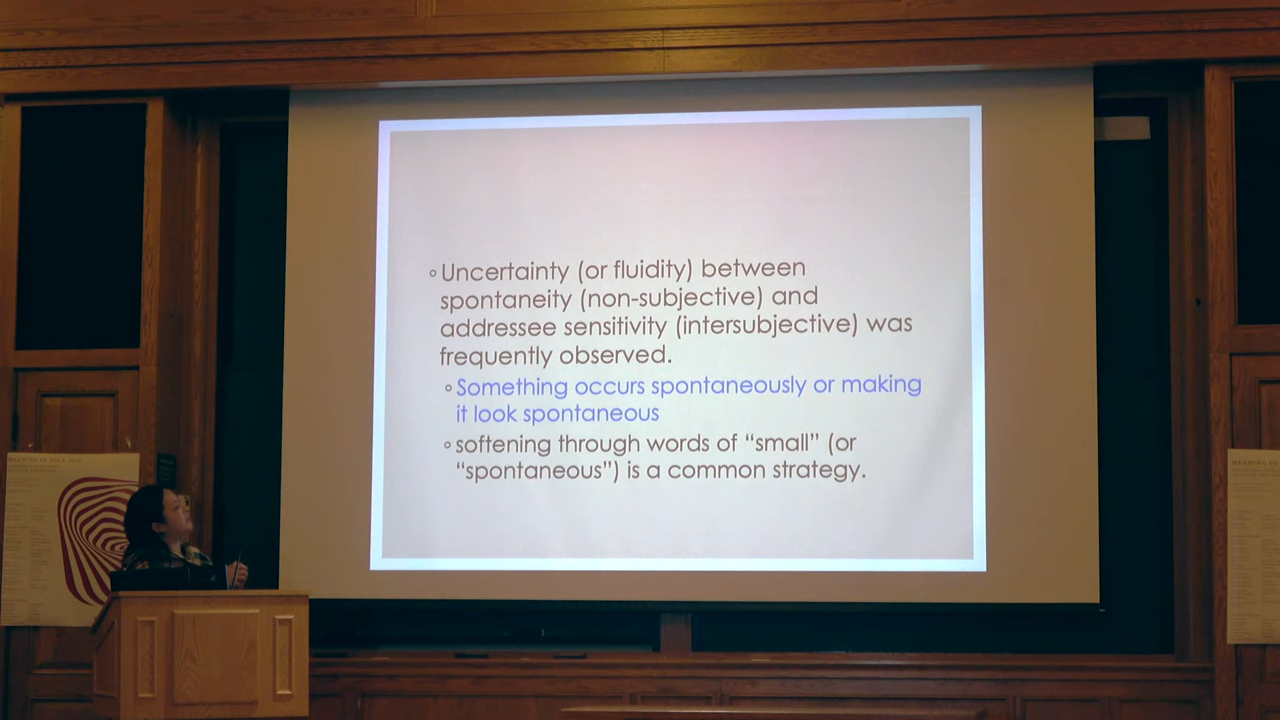 Uncertainty (or fluidity) between
spontaneity (non-subjective) and
addressee sensitivity (intersubjective) was
frequently observed.
Something occurs spontaneously or making
it look spontaneous
softening through words of “small” (or
“spontaneous”) is a common strategy.